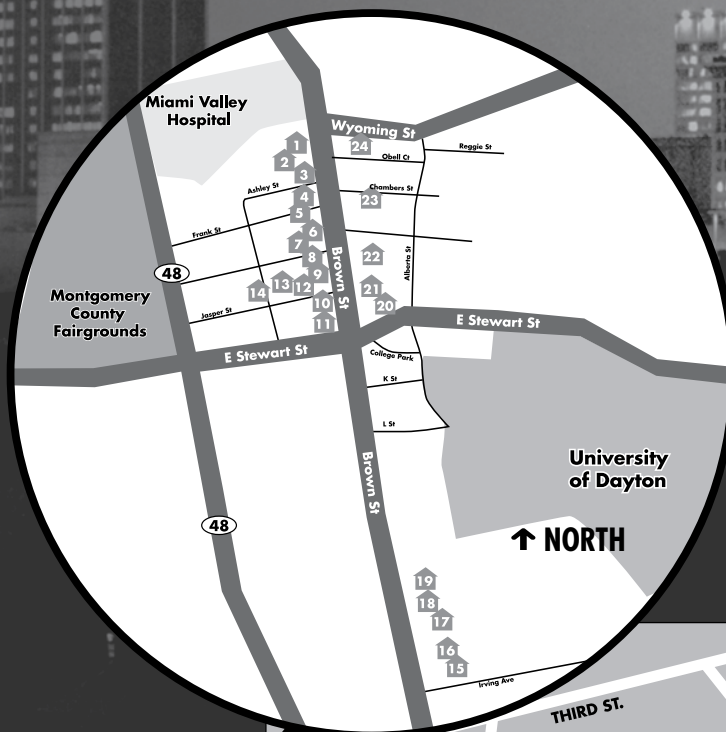 Miami Valley
Hospital
Wyoming St
1
24
2
Obell Ct
Reggie St
3
Ashley St
Chambers St
4
23
5
Frank St
6
7
Brown St
8
22
Alberta St
48
9
13
12
21
14
10
20
Montgomery
County
Fairgrounds
Jasper St
11
E Stewart St
E Stewart St
College Park
K St
L St
Brown St
University
of Dayton
48
NORTH
19
18
17
16
15
Irving Ave
THIRD ST.